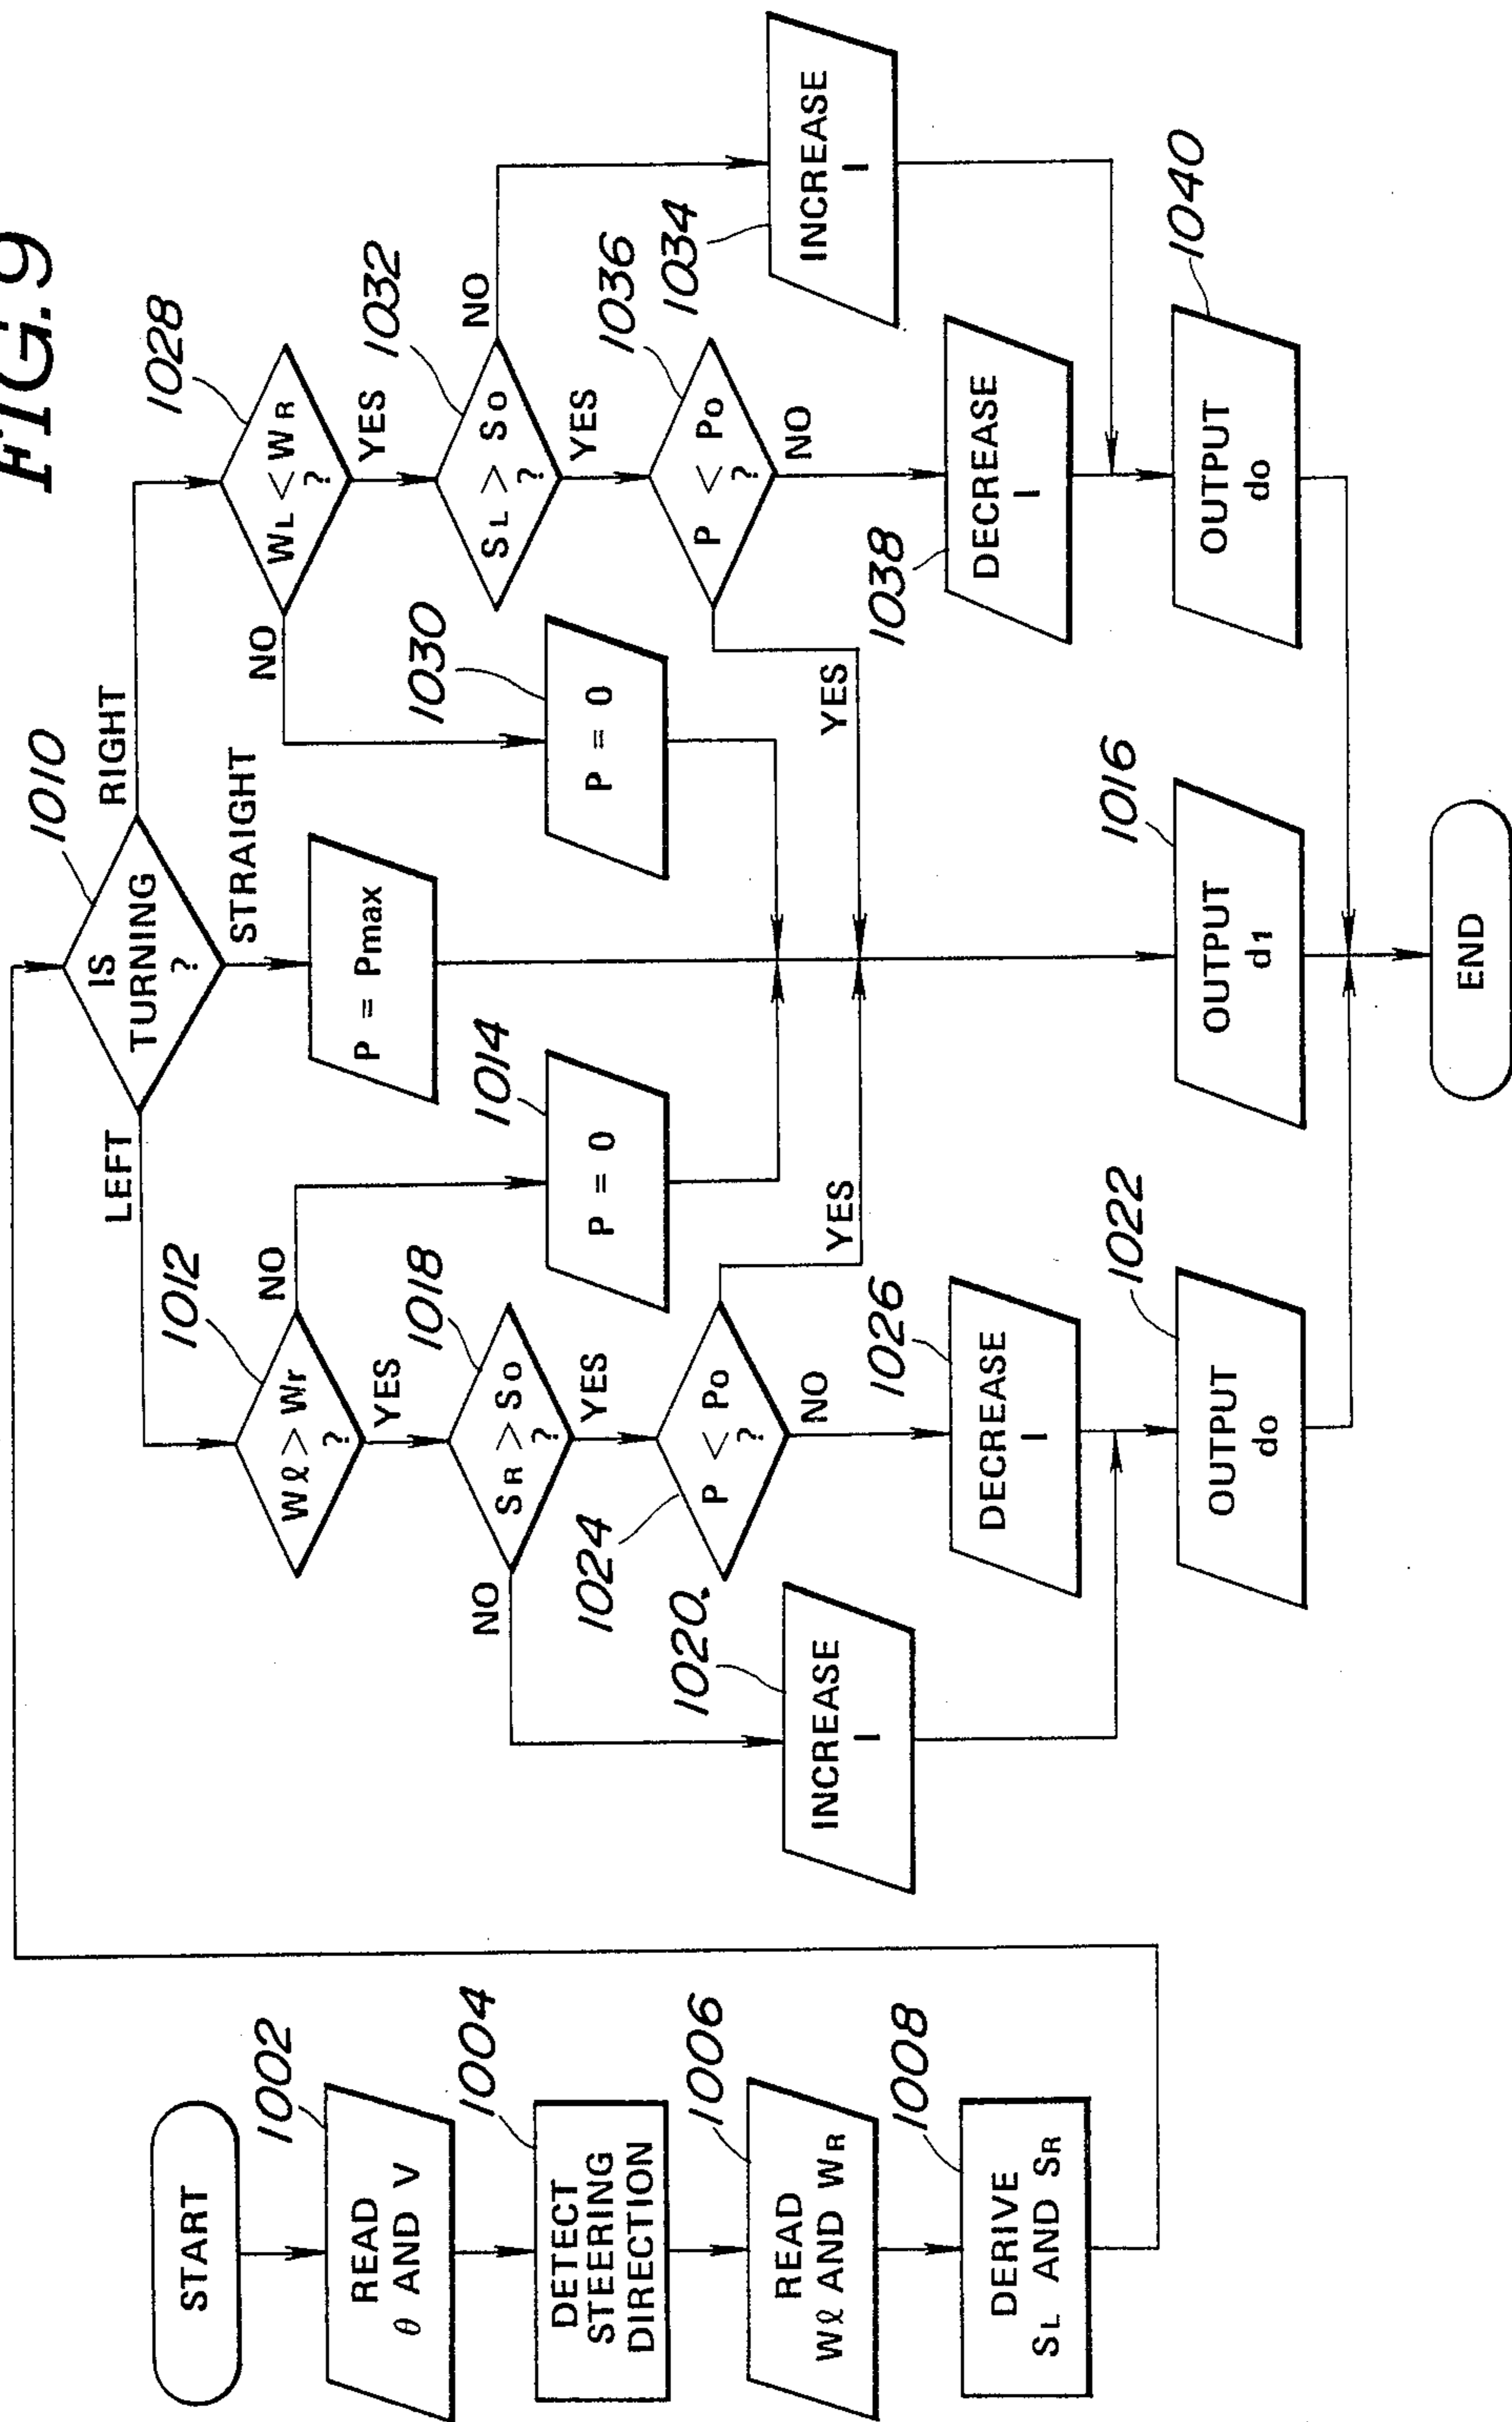 FIG.9
START
1002
READ
θ AND V
1004
DETECT
STEERING
DIRECTION
1006
READ
Wℓ AND WR
1008
DERIVE
SL AND SR
1010
IS
TURNING
?
LEFT
RIGHT
STRAIGHT
1012
Wℓ > Wr
?
NO
YES
1014
P = 0
P = Pmax
1028
WL < WR
?
NO
YES
1030
P = 0
1018
SR > SO
?
NO
YES
1032
SL > SO
?
NO
YES
1024
P < PO
?
YES
NO
1036
P < PO
?
YES
NO
1020
INCREASE
I
1026
DECREASE
I
1038
DECREASE
I
1034
INCREASE
I
1022
OUTPUT
do
1016
OUTPUT
d1
1040
OUTPUT
do
END